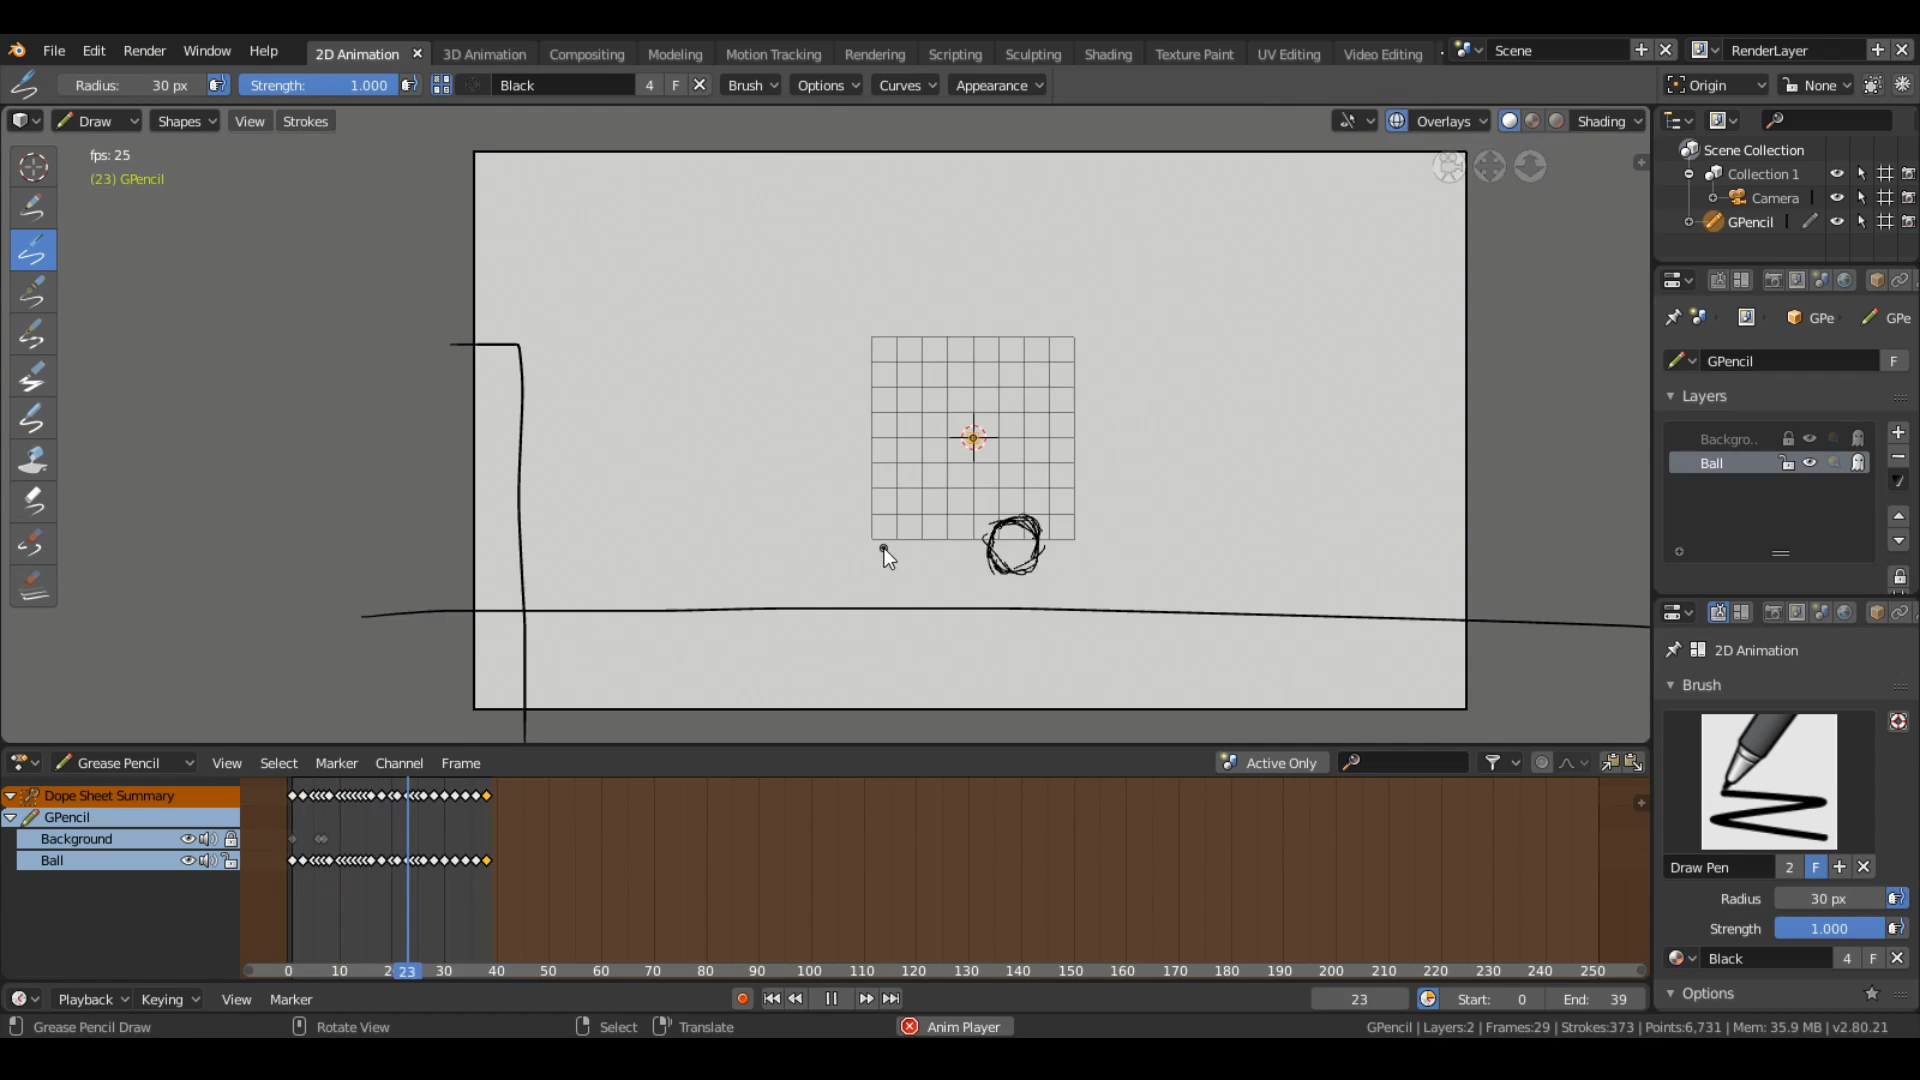 File Edit Render Window Help 2D Animation 3D Animation Compositing Modeling Motion Tracking Rendering Scripting Sculpting Shading Texture Paint UV Editing Video Editing Scene RenderLayer
Radius: 30 px Strength: 1.000 Black 4 F Brush Options Curves Appearance Origin None
Draw Shapes View Strokes Overlays Shading
fps: 25
(23) GPencil
Scene Collection
Collection 1
Camera
GPencil
GPe GPe
GPencil F
Layers
Backgro..
Ball
2D Animation
Brush
Draw Pen 2 F
Radius 30 px
Strength 1.000
Black 4 F
Options
Grease Pencil View Select Marker Channel Frame Active Only
Dope Sheet Summary
GPencil
Background
Ball
0 10 2 23 30 40 50 60 70 80 90 100 110 120 130 140 150 160 170 180 190 200 210 220 230 240 250
Playback Keying View Marker 23 Start: 0 End: 39
Grease Pencil Draw Rotate View Select Translate Anim Player GPencil | Layers:2 | Frames:29 | Strokes:373 | Points:6,731 | Mem: 35.9 MB | v2.80.21